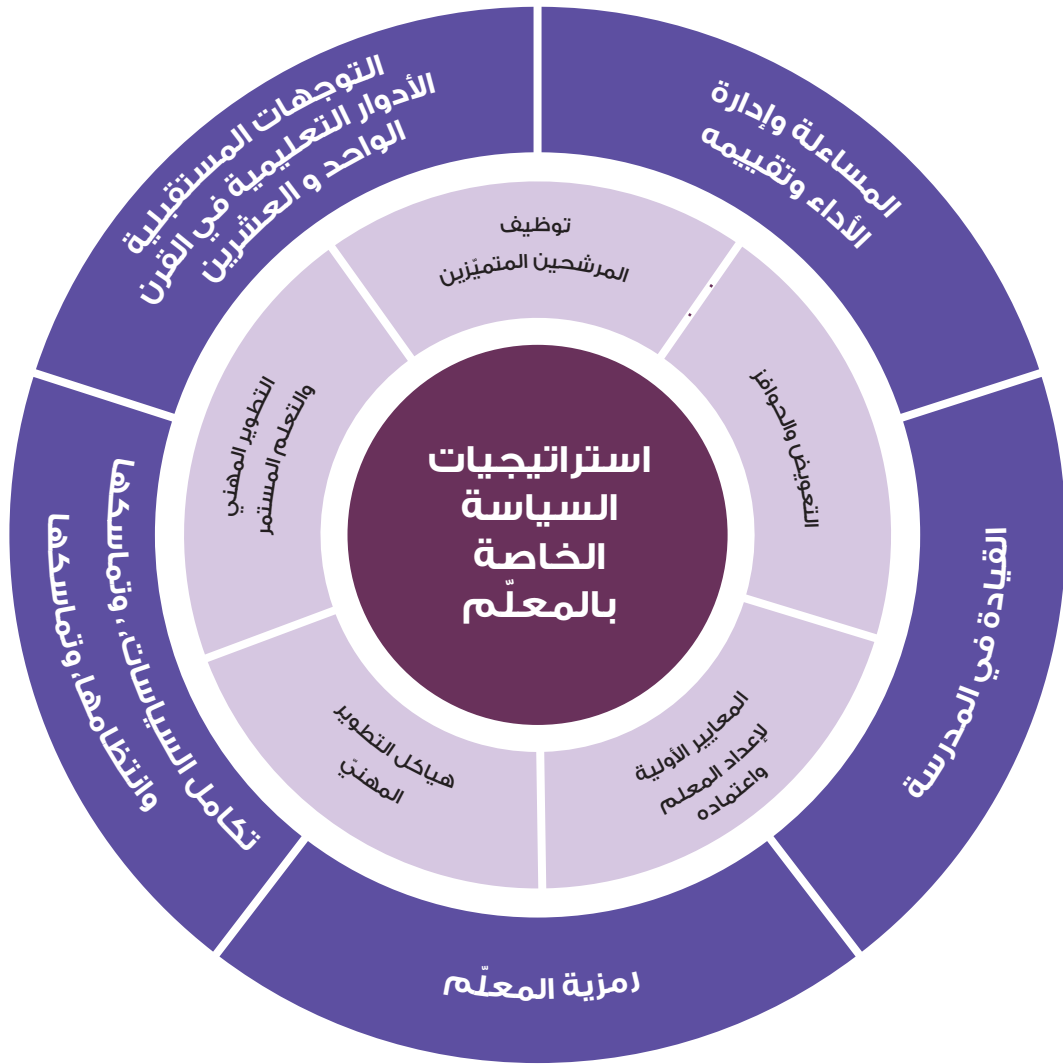 التوجهات المستقبلية
الأدوار التعليمية في القرن
الواحد و العشرين
المساءلة وإدارة
الأداء وتقييمه
القيادة في المدرسة
رمزية المعلّم
تكامل السياسات، وتماسكها
وانتظامها، وتماسكها
توظيف
المرشحين المتميّزين
التعويض والحوافز
المعايير الأولية
لإعداد المعلم
واعتماده
هياكل التطوير
المهنيّ
التطوير المهني
والتعلم المستمر
استراتيجيات
السياسة
الخاصة
بالمعلّم